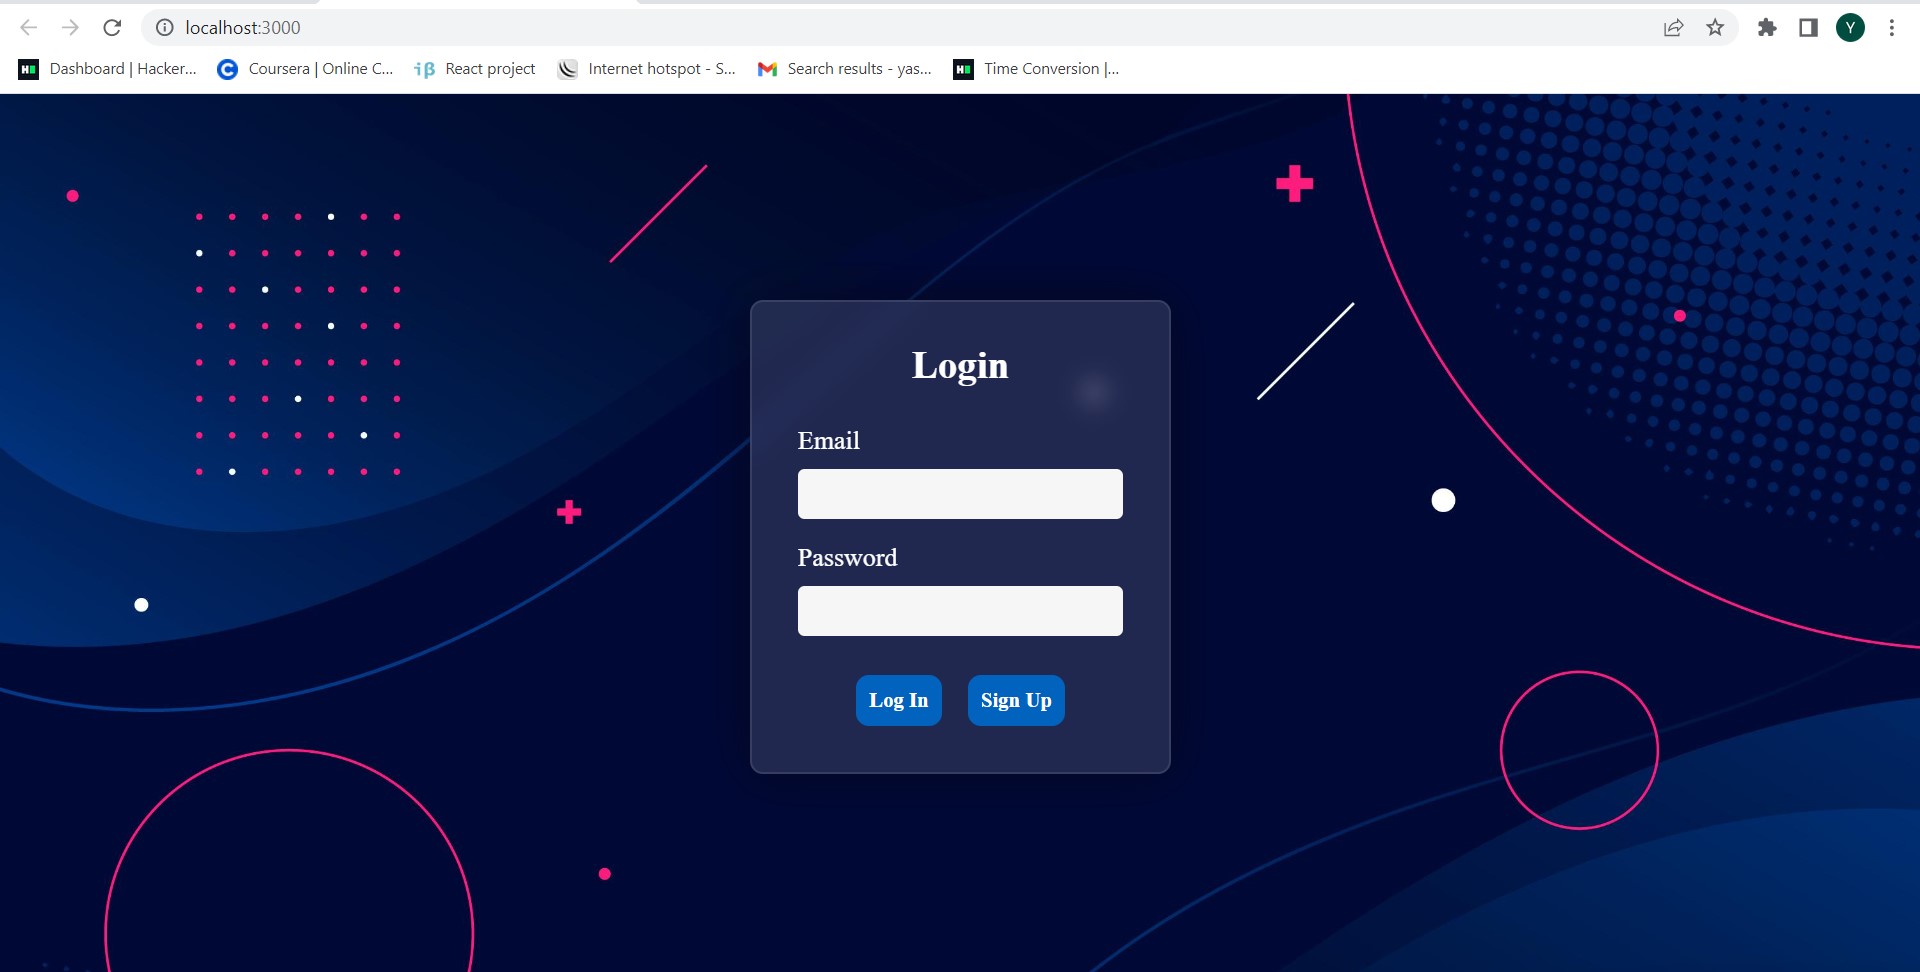 localhost:3000
Y
Dashboard | Hacker... Coursera | Online C... React project Internet hotspot - S... Search results - yas... Time Conversion |...
Login
Email
Password
Log In Sign Up